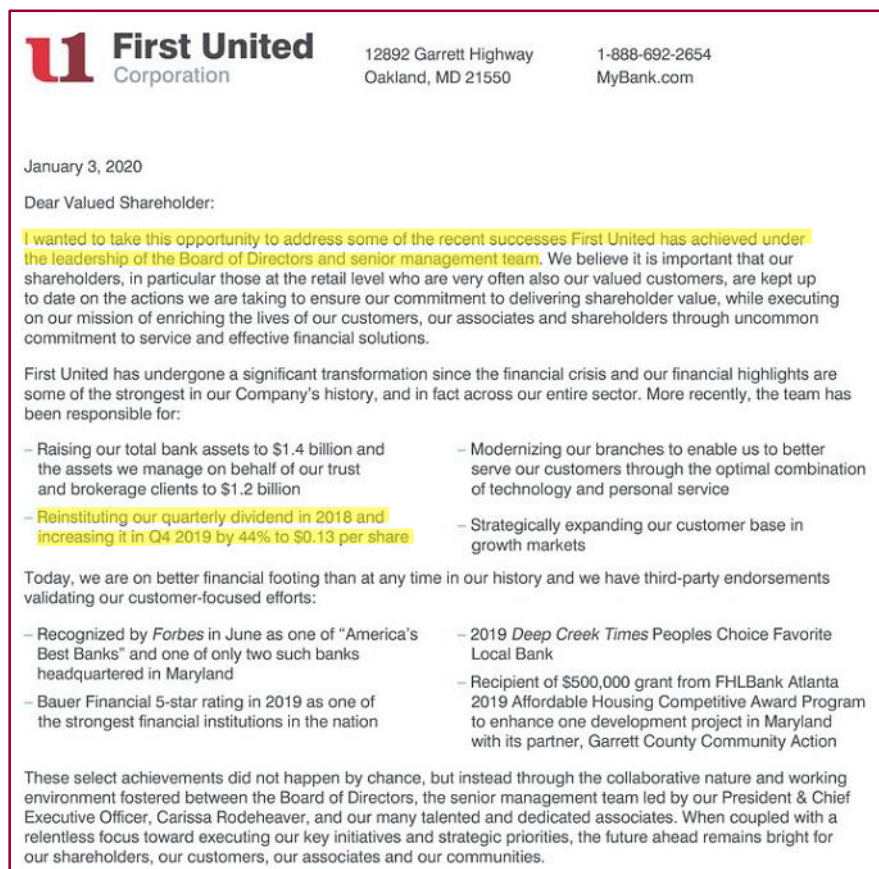 u1 First United
Corporation
12892 Garrett Highway
Oakland, MD 21550
1-888-692-2654
MyBank.com
January 3, 2020
Dear Valued Shareholder:
I wanted to take this opportunity to address some of the recent successes First United has achieved under
the leadership of the Board of Directors and senior management team. We believe it is important that our
shareholders, in particular those at the retail level who are very often also our valued customers, are kept up
to date on the actions we are taking to ensure our commitment to delivering shareholder value, while executing
on our mission of enriching the lives of our customers, our associates and shareholders through uncommon
commitment to service and effective financial solutions.
First United has undergone a significant transformation since the financial crisis and our financial highlights are
some of the strongest in our Company's history, and in fact across our entire sector. More recently, the team has
been responsible for:
– Raising our total bank assets to $1.4 billion and
the assets we manage on behalf of our trust
and brokerage clients to $1.2 billion
– Reinstituting our quarterly dividend in 2018 and
increasing it in Q4 2019 by 44% to $0.13 per share
– Modernizing our branches to enable us to better
serve our customers through the optimal combination
of technology and personal service
– Strategically expanding our customer base in
growth markets
Today, we are on better financial footing than at any time in our history and we have third-party endorsements
validating our customer-focused efforts:
– Recognized by Forbes in June as one of "America's
Best Banks" and one of only two such banks
headquartered in Maryland
– Bauer Financial 5-star rating in 2019 as one of
the strongest financial institutions in the nation
– 2019 Deep Creek Times Peoples Choice Favorite
Local Bank
– Recipient of $500,000 grant from FHLBank Atlanta
2019 Affordable Housing Competitive Award Program
to enhance one development project in Maryland
with its partner, Garrett County Community Action
These select achievements did not happen by chance, but instead through the collaborative nature and working
environment fostered between the Board of Directors, the senior management team led by our President & Chief
Executive Officer, Carissa Rodeheaver, and our many talented and dedicated associates. When coupled with a
relentless focus toward executing our key initiatives and strategic priorities, the future ahead remains bright for
our shareholders, our customers, our associates and our communities.